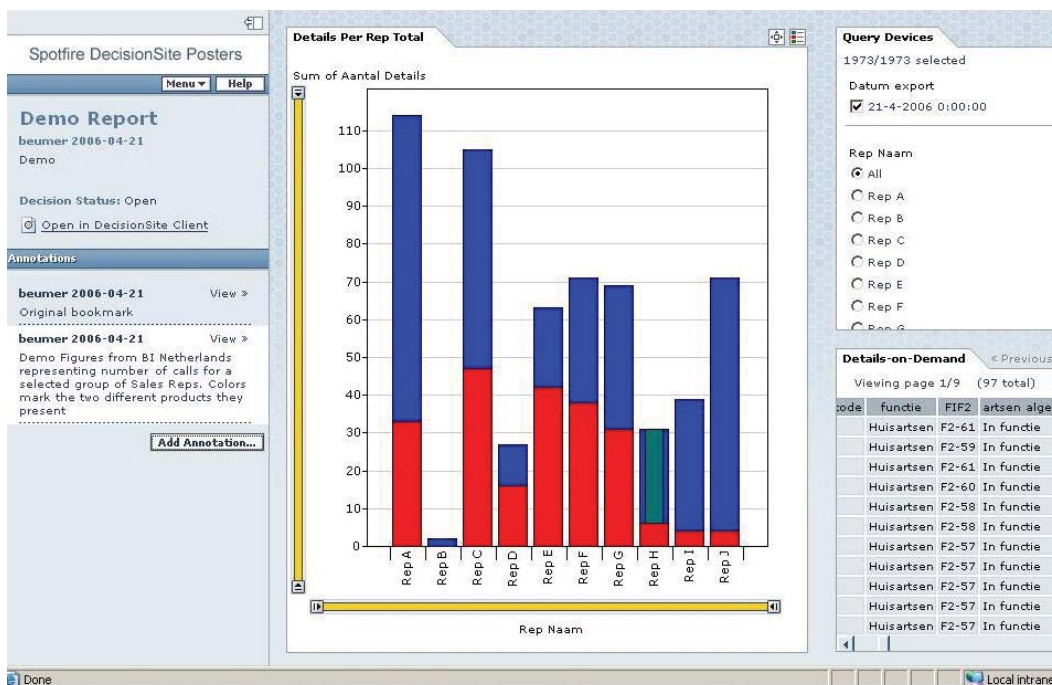 Spotfire DecisionSite Posters
Menu Help
Demo Report
beumer 2006-04-21
Demo
Decision Status: Open
Open in DecisionSite Client
Annotations
beumer 2006-04-21 View »
Original bookmark
beumer 2006-04-21 View »
Demo Figures from BI Netherlands
representing number of calls for a
selected group of Sales Reps. Colors
mark the two different products they
present
Add Annotation...
Details Per Rep Total
Sum of Aantal Details
110
100
90
80
70
60
50
40
30
20
10
0
Rep A
Rep B
Rep C
Rep D
Rep E
Rep F
Rep G
Rep H
Rep I
Rep J
Rep Naam
Query Devices
1973/1973 selected
Datum export
21-4-2006 0:00:00
Rep Naam
All
Rep A
Rep B
Rep C
Rep D
Rep E
Rep F
Rep G
Details-on-Demand « Previous
Viewing page 1/9 (97 total)
code functie FIF2 artsen alge
Huisartsen F2-61 In functie
Huisartsen F2-59 In functie
Huisartsen F2-61 In functie
Huisartsen F2-60 In functie
Huisartsen F2-58 In functie
Huisartsen F2-58 In functie
Huisartsen F2-57 In functie
Huisartsen F2-57 In functie
Huisartsen F2-57 In functie
Huisartsen F2-57 In functie
Huisartsen F2-57 In functie
Done Local intrane